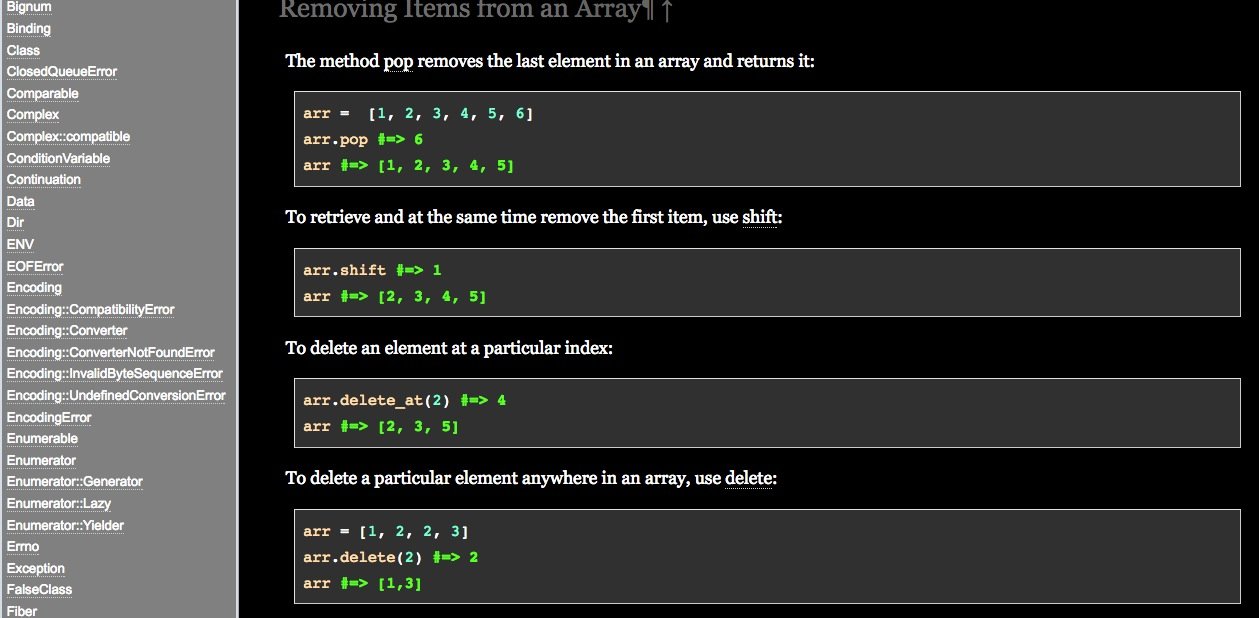 Bignum
Binding
Class
ClosedQueueError
Comparable
Complex
Complex::compatible
ConditionVariable
Continuation
Data
Dir
ENV
EOFError
Encoding
Encoding::CompatibilityError
Encoding::Converter
Encoding::ConverterNotFoundError
Encoding::InvalidByteSequenceError
Encoding::UndefinedConversionError
EncodingError
Enumerable
Enumerator
Enumerator::Generator
Enumerator::Lazy
Enumerator::Yielder
Errno
Exception
FalseClass
Fiber
Removing Items from an Array¶ ↑
The method pop removes the last element in an array and returns it:
arr =  [1, 2, 3, 4, 5, 6]
arr.pop #=> 6
arr #=> [1, 2, 3, 4, 5]
To retrieve and at the same time remove the first item, use shift:
arr.shift #=> 1
arr #=> [2, 3, 4, 5]
To delete an element at a particular index:
arr.delete_at(2) #=> 4
arr #=> [2, 3, 5]
To delete a particular element anywhere in an array, use delete:
arr = [1, 2, 2, 3]
arr.delete(2) #=> 2
arr #=> [1,3]